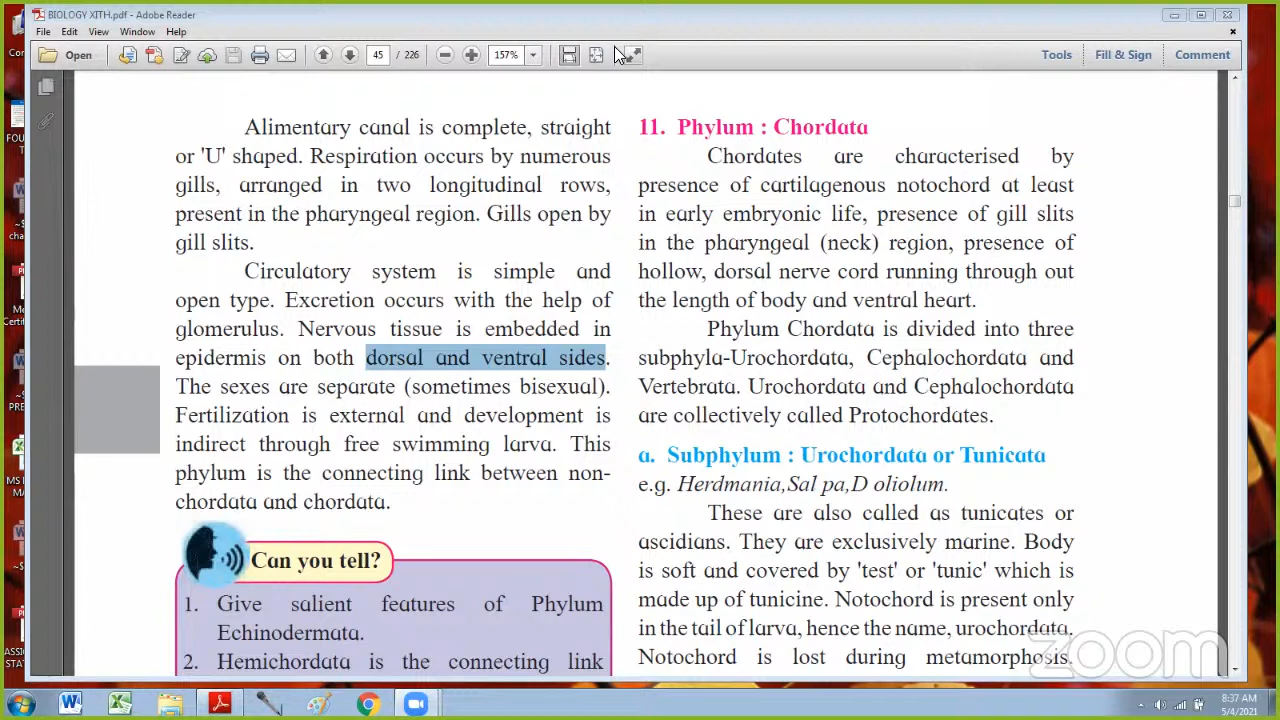 BIOLOGY XITH.pdf - Adobe Reader
File Edit View Window Help
Open 45 / 226 157% Tools Fill & Sign Comment
Alimentary canal is complete, straight
or 'U' shaped. Respiration occurs by numerous
gills, arranged in two longitudinal rows,
present in the pharyngeal region. Gills open by
gill slits.
Circulatory system is simple and
open type. Excretion occurs with the help of
glomerulus. Nervous tissue is embedded in
epidermis on both dorsal and ventral sides.
The sexes are separate (sometimes bisexual).
Fertilization is external and development is
indirect through free swimming larva. This
phylum is the connecting link between non-
chordata and chordata.
Can you tell?
1. Give salient features of Phylum
Echinodermata.
2. Hemichordata is the connecting link
11. Phylum : Chordata
Chordates are characterised by
presence of cartilagenous notochord at least
in early embryonic life, presence of gill slits
in the pharyngeal (neck) region, presence of
hollow, dorsal nerve cord running through out
the length of body and ventral heart.
Phylum Chordata is divided into three
subphyla-Urochordata, Cephalochordata and
Vertebrata. Urochordata and Cephalochordata
are collectively called Protochordates.
a. Subphylum : Urochordata or Tunicata
e.g. Herdmania,Sal pa,D oliolum.
These are also called as tunicates or
ascidians. They are exclusively marine. Body
is soft and covered by 'test' or 'tunic' which is
made up of tunicine. Notochord is present only
in the tail of larva, hence the name, urochordata.
Notochord is lost during metamorphosis.
zoom
8:37 AM
5/4/2021